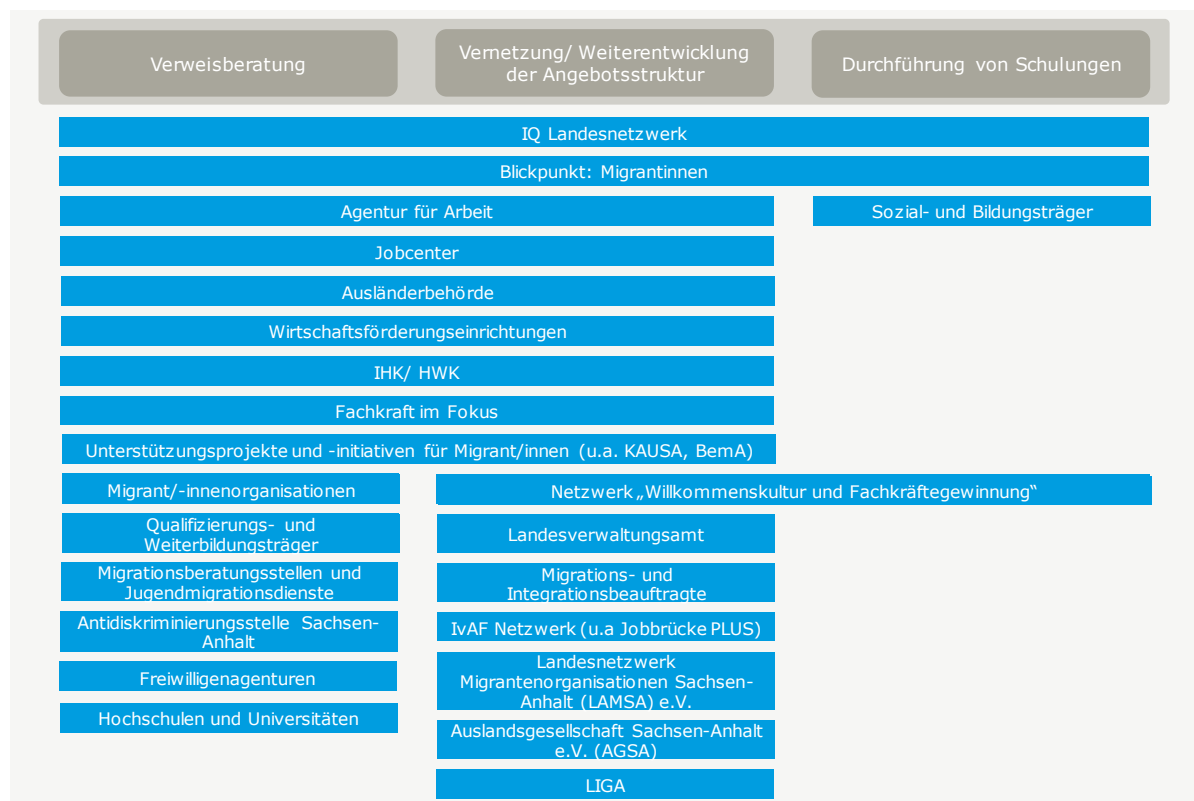 Verweisberatung
Vernetzung/ Weiterentwicklung
der Angebotsstruktur
Durchführung von Schulungen
IQ Landesnetzwerk
Blickpunkt: Migrantinnen
Agentur für Arbeit
Sozial- und Bildungsträger
Jobcenter
Ausländerbehörde
Wirtschaftsförderungseinrichtungen
IHK/ HWK
Fachkraft im Fokus
Unterstützungsprojekte und -initiativen für Migrant/innen (u.a. KAUSA, BemA)
Migrant/-innenorganisationen
Netzwerk „Willkommenskultur und Fachkräftegewinnung“
Qualifizierungs- und
Weiterbildungsträger
Landesverwaltungsamt
Migrationsberatungsstellen und
Jugendmigrationsdienste
Migrations- und
Integrationsbeauftragte
Antidiskriminierungsstelle Sachsen-
Anhalt
IvAF Netzwerk (u.a Jobbrücke PLUS)
Freiwilligenagenturen
Landesnetzwerk
Migrantenorganisationen Sachsen-
Anhalt (LAMSA) e.V.
Hochschulen und Universitäten
Auslandsgesellschaft Sachsen-Anhalt
e.V. (AGSA)
LIGA